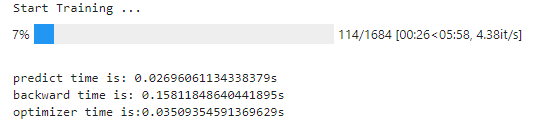 Start Training ...
7% 114/1684 [00:26<05:58, 4.38it/s]
predict time is: 0.02696061134338379s
backward time is: 0.15811848640441895s
optimizer time is:0.03509354591369629s